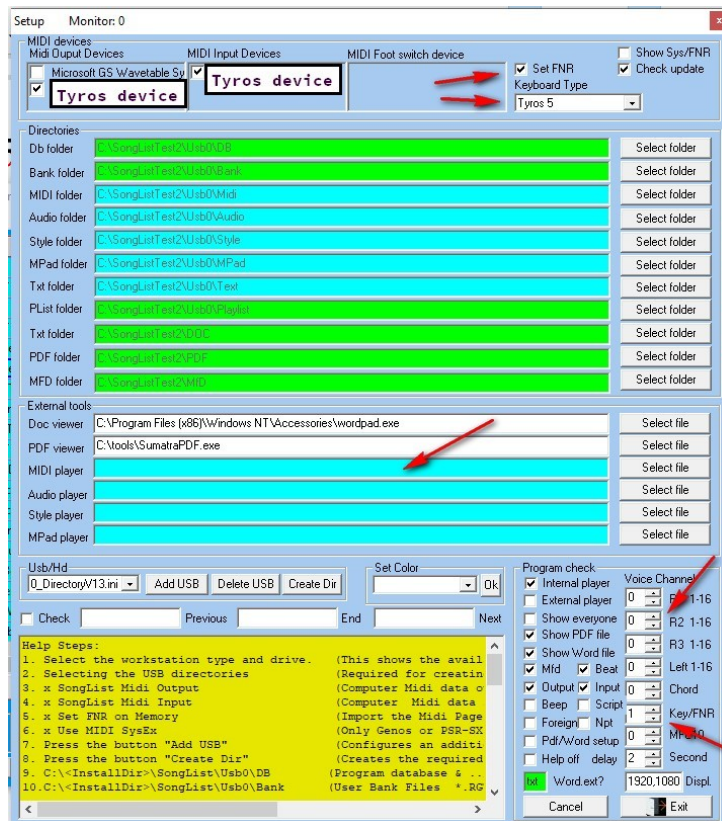 Setup Monitor: 0
MIDI devices
Midi Ouput Devices MIDI Input Devices MIDI Foot switch device
Show Sys/FNR
Microsoft GS Wavetable Sy
Set FNR Check update
Tyros device
Tyros device
Keyboard Type
Tyros 5
Directories
Db folder C:\SongListTest2\Usb0\DB Select folder
Bank folder C:\SongListTest2\Usb0\Bank Select folder
MIDI folder C:\SongListTest2\Usb0\Midi Select folder
Audio folder C:\SongListTest2\Usb0\Audio Select folder
Style folder C:\SongListTest2\Usb0\Style Select folder
MPad folder C:\SongListTest2\Usb0\MPad Select folder
Txt folder C:\SongListTest2\Usb0\Text Select folder
PList folder C:\SongListTest2\Usb0\Playlist Select folder
Txt folder C:\SongListTest2\DOC Select folder
PDF folder C:\SongListTest2\PDF Select folder
MFD folder C:\SongListTest2\MfD Select folder
External tools
Doc viewer C:\Program Files (x86)\Windows NT\Accessories\wordpad.exe Select file
PDF viewer C:\tools\SumatraPDF.exe Select file
MIDI player Select file
Audio player Select file
Style player Select file
MPad player Select file
Usb/Hd
0_DirectoryV13.ini Add USB Delete USB Create Dir
Set Color
Ok
Check Previous End Next
Help Steps:
1. Select the workstation type and drive. (This shows the avail
2. Selecting the USB directories (Required for creatin
3. x SongList Midi Output (Computer Midi data o
4. x SongList Midi Input (Computer Midi data
5. x Set FNR on Memory (Import the Midi Page
6. x Use MIDI SysEx (Only Genos or PSR-SX
7. Press the button "Add USB" (Configures an additi
8. Press the button "Create Dir" (Creates the required
9. C:\<InstallDir>\SongList\Usb0\DB (Program database & ..
10.C:\<InstallDir>\SongList\Usb0\Bank (User Bank Files *.RG
Program check
Internal player Voice Channel
External player 0 1-16
Show everyone 0 R2 1-16
Show PDF file
Show Word file 0 R3 1-16
Mfd Beat 0 Left 1-16
Output Input 0 Chord
Beep Script 1 Key/FNR
Foreign Npt
Pdf/Word setup 0
Help off delay 2 Second
txt Word.ext? 1920,1080 Displ.
Cancel Exit